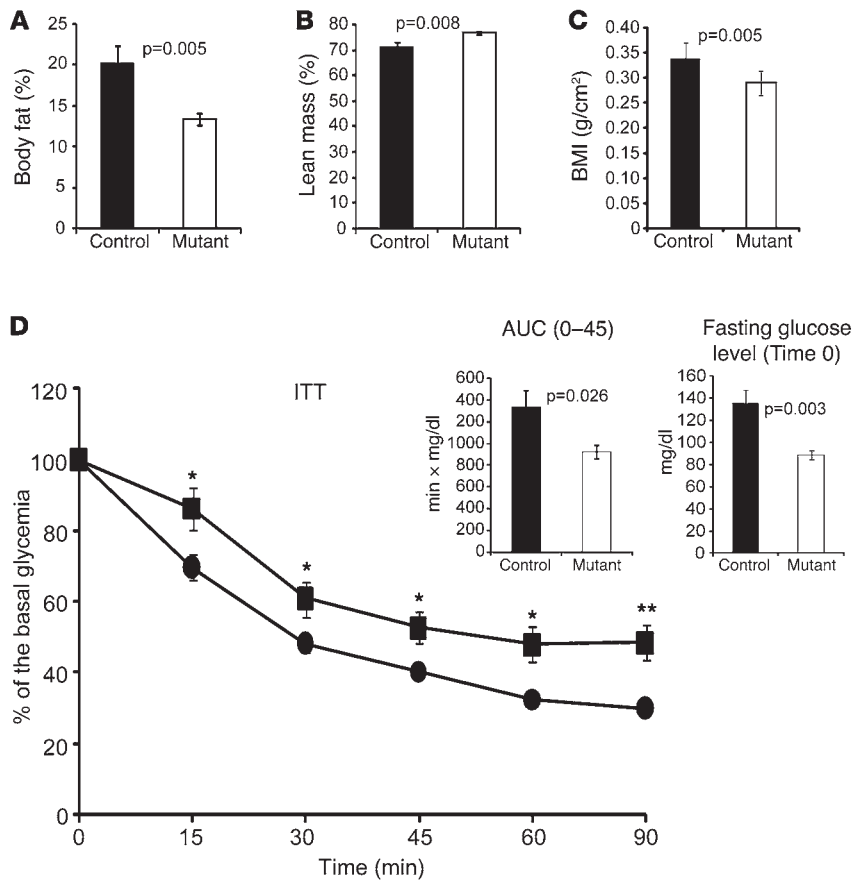 A
p=0.005
Body fat (%)
25
20
15
10
5
0
Control
Mutant
B
p=0.008
Lean mass (%)
80
70
60
50
40
30
20
10
0
Control
Mutant
C
p=0.005
BMI (g/cm²)
0.40
0.35
0.30
0.25
0.20
0.15
0.10
0.05
0
Control
Mutant
D
ITT
% of the basal glycemia
120
100
80
60
40
20
0
*
*
*
*
**
0
15
30
45
60
90
Time (min)
AUC (0–45)
p=0.026
min × mg/dl
600
400
200
1000
800
600
400
200
0
Control
Mutant
Fasting glucose
level (Time 0)
p=0.003
mg/dl
160
140
120
100
80
60
40
20
0
Control
Mutant